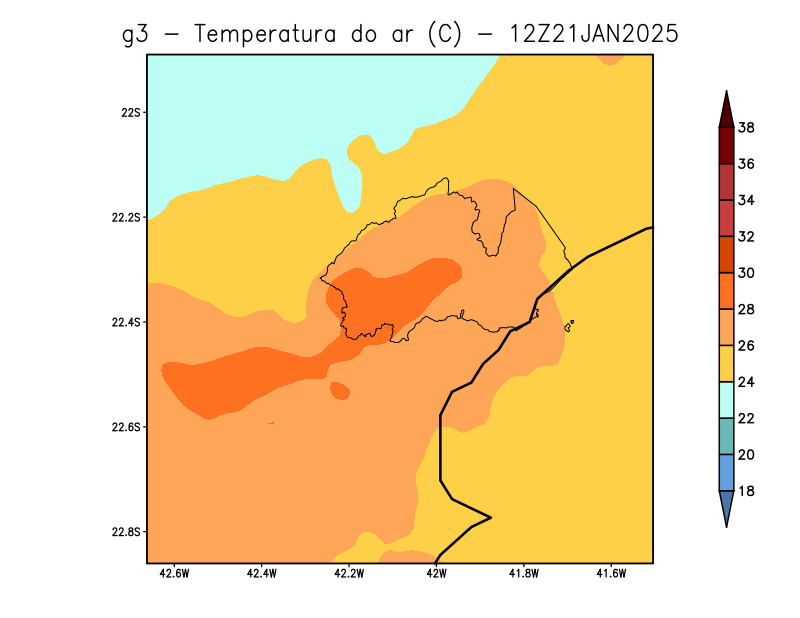 g3 - Temperatura do ar (C) - 12Z21JAN2025
22S
22.2S
22.4S
22.6S
22.8S
42.6W
42.4W
42.2W
42W
41.8W
41.6W
38
36
34
32
30
28
26
24
22
20
18